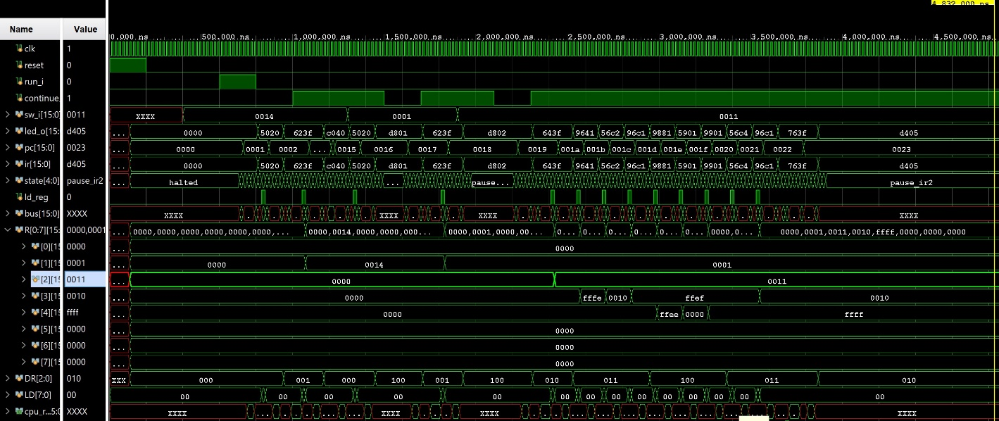 4,832.000 ns
Name Value 0.000 ns 500.000 ns 1,000.000 ns 1,500.000 ns 2,000.000 ns 2,500.000 ns 3,000.000 ns 3,500.000 ns 4,000.000 ns 4,500.000 ns
clk 1
reset 0
run_i 0
continue_ 1
sw_i[15:0] 0011 XXXX 0014 0001 0011
led_o[15: d405 ... 0000 5020 623f c040 5020 d801 623f d802 643f 9641 56c2 96c1 9881 5901 9901 56c4 96c1 763f d405
pc[15:0] 0023 ... 0000 0001 0002 ... 0015 0016 0017 0018 0019 001a 001b 001c 001d 001e 001f 0020 0021 0022 0023
ir[15:0] d405 ... 0000 5020 623f c040 5020 d801 623f d802 643f 9641 56c2 96c1 9881 5901 9901 56c4 96c1 763f d405
state[4:0] pause_ir2 ... halted ... pause... pause_ir2
ld_reg 0
bus[15:0] XXXX XXXX XXXX XXXX XXXX
R[0:7][15: 0000,0001 ... 0000,0000,0000,0000,0000,... 0000,0014,0000,0000,000... 0000,0001,0000,00... 0... 0... 0... 0... 0... 0... 0000,0... 0000,0001,0011,0010,ffff,0000,0000,0000
[0][15 0000 ... 0000
[1][15 0001 ... 0000 0014 0001
[2][15 0011 ... 0000 0011
[3][15 0010 ... 0000 fffe 0010 ffef 0010
[4][15 ffff ... 0000 ffee 0000 ffff
[5][15 0000 ... 0000
[6][15 0000 ... 0000
[7][15 0000 ... 0000
DR[2:0] 010 XXX 000 001 000 100 001 100 010 011 100 011 010
LD[7:0] 00 00 00 00 00 00 00 00 00 00 00 00 00 00 00
cpu_r...5:0 XXXX XXXX XXXX XXXX XXXX